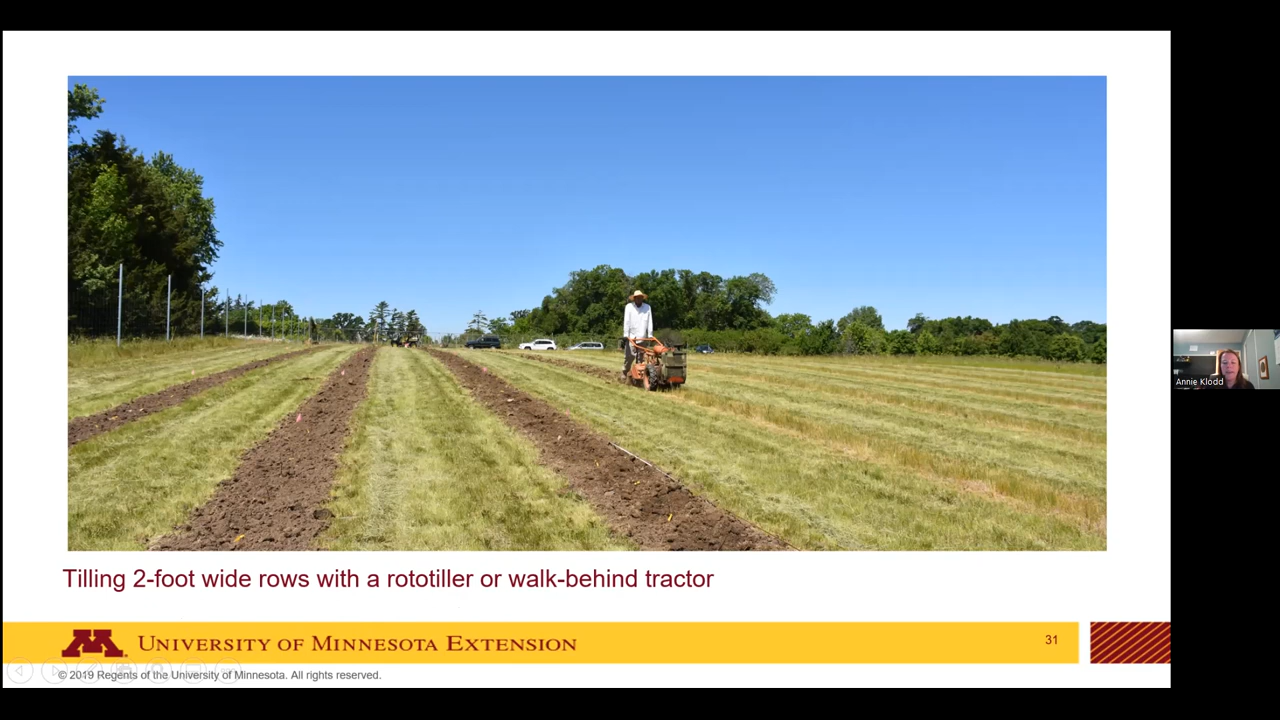 Tilling 2-foot wide rows with a rototiller or walk-behind tractor
UNIVERSITY OF MINNESOTA EXTENSION
31
© 2019 Regents of the University of Minnesota. All rights reserved.
Annie Klodd